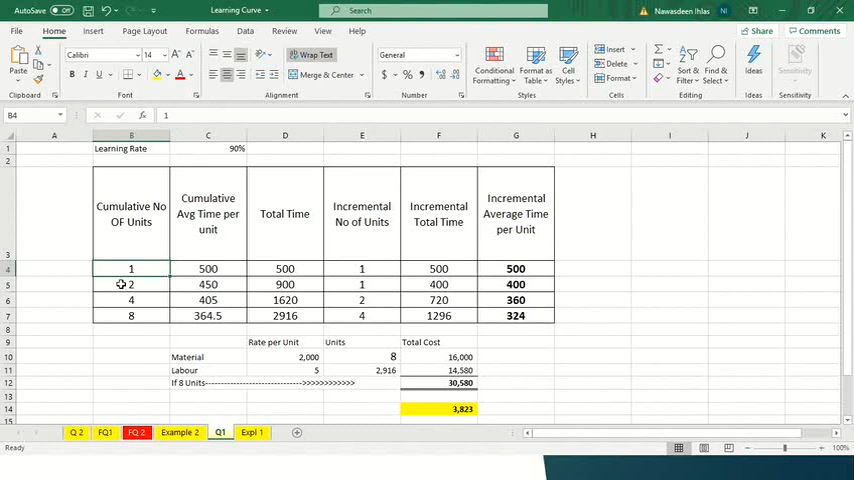 AutoSave Off Learning Curve Search Nawasdeen Ihlas NI
File Home Insert Page Layout Formulas Data Review View Help Share Comments
Paste Calibri 14 Wrap Text General Conditional Formatting Format as Table Cell Styles Insert Sort & Filter Find & Select Ideas Sensitivity
B I U Merge & Center $ % Delete
Format
Clipboard Font Alignment Number Styles Cells Editing Ideas Sensitivity
B4 fx 1
A B C D E F G H I J K
1 Learning Rate 90%
2
3 Cumulative No OF Units Cumulative Avg Time per unit Total Time Incremental No of Units Incremental Total Time Incremental Average Time per Unit
4 1 500 500 1 500 500
5 2 450 900 1 400 400
6 4 405 1620 2 720 360
7 8 364.5 2916 4 1296 324
8
9 Rate per Unit Units Total Cost
10 Material 2,000 8 16,000
11 Labour 5 2,916 14,580
12 If 8 Units------------------------------->>>>>>>>>>>> 30,580
13
14 3,823
15
Q 2 FQ1 FQ 2 Example 2 Q1 Expl 1
Ready 100%